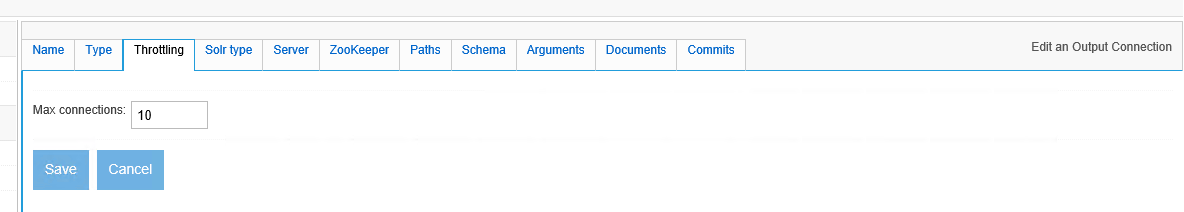 Name Type Throttling Solr type Server ZooKeeper Paths Schema Arguments Documents Commits Edit an Output Connection
Max connections: 10
Save Cancel